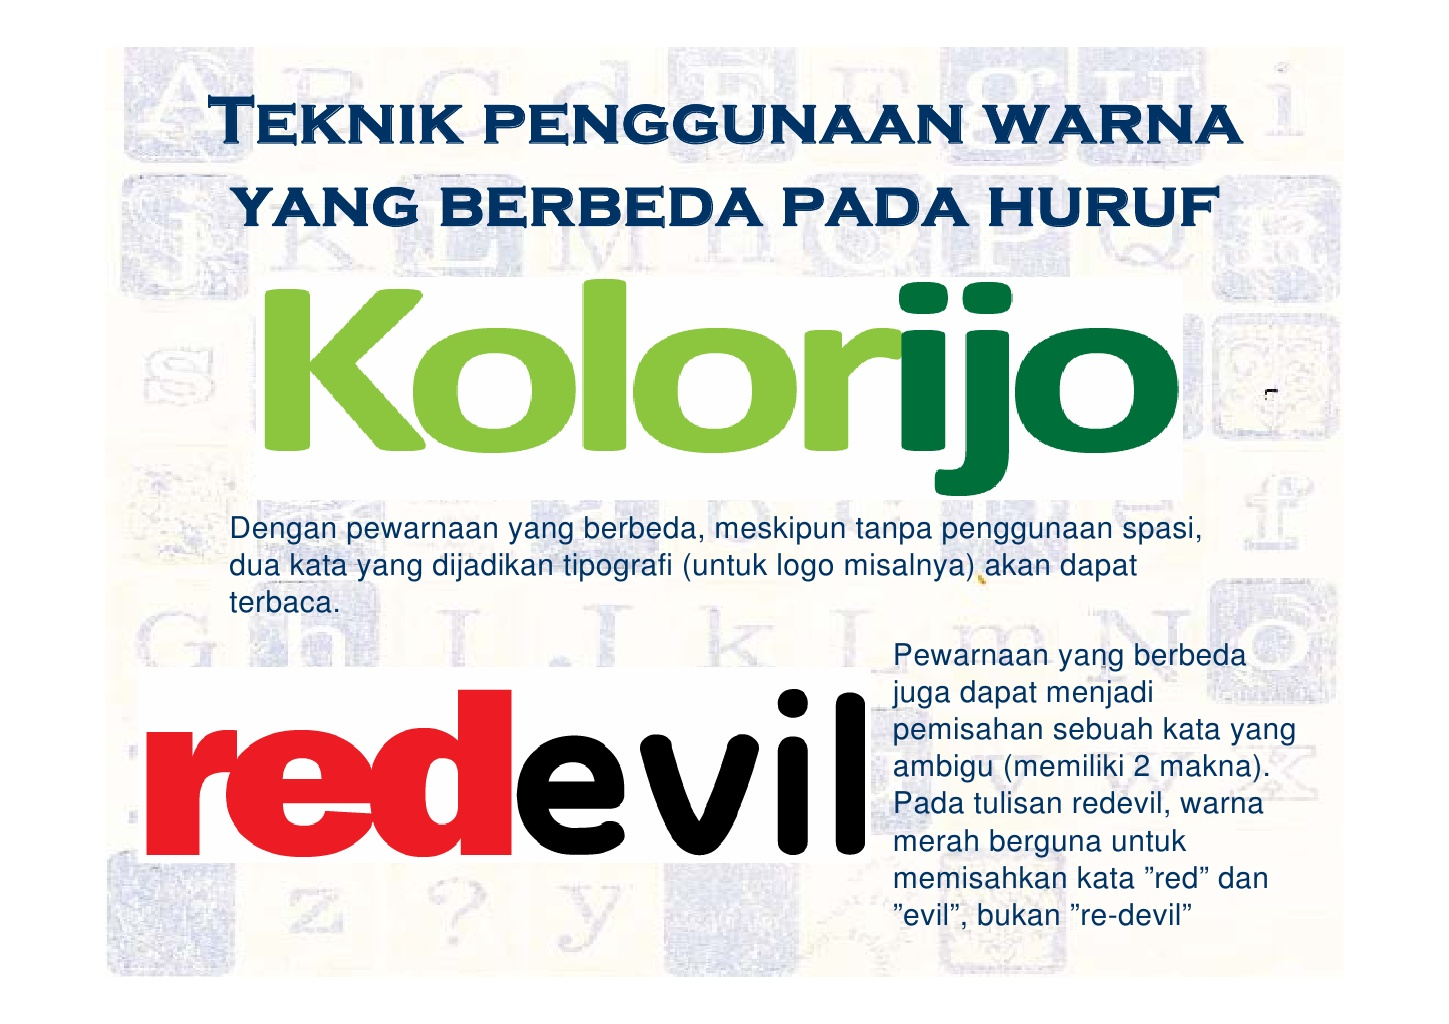 TEKNIK PENGGUNAAN WARNA
YANG BERBEDA PADA HURUF
Kolorijo
Dengan pewarnaan yang berbeda, meskipun tanpa penggunaan spasi,
dua kata yang dijadikan tipografi (untuk logo misalnya) akan dapat
terbaca.
redevil
Pewarnaan yang berbeda
juga dapat menjadi
pemisahan sebuah kata yang
ambigu (memiliki 2 makna).
Pada tulisan redevil, warna
merah berguna untuk
memisahkan kata ”red” dan
”evil”, bukan ”re-devil”